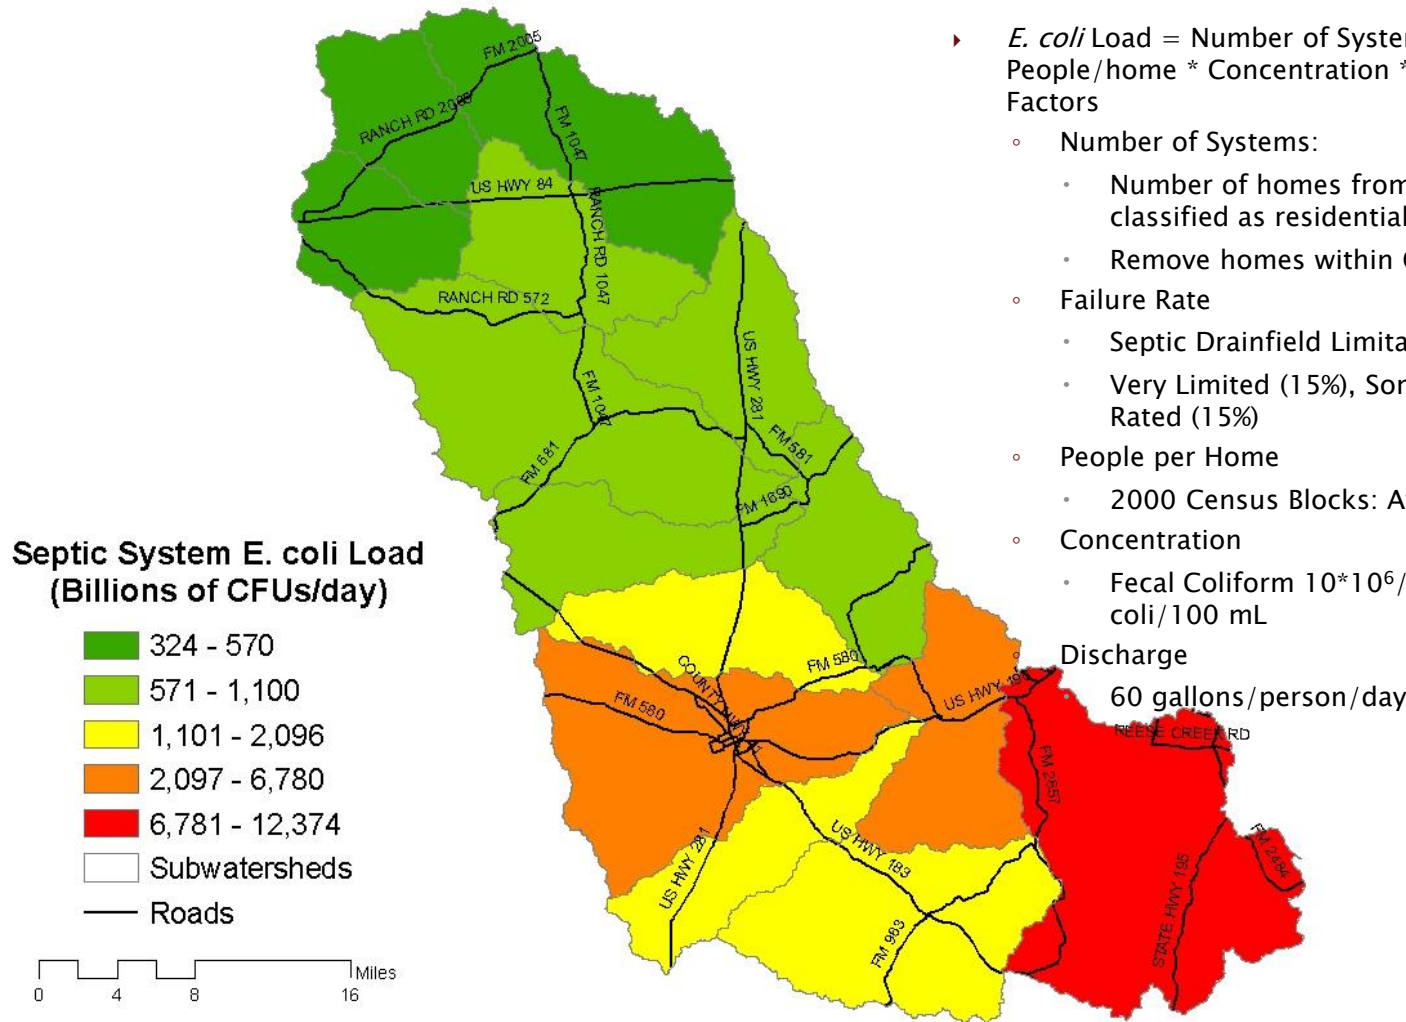 E. coli Load = Number of System
People/home * Concentration *
Factors
Number of Systems:
Number of homes from
classified as residential
Remove homes within
Failure Rate
Septic Drainfield Limita
Very Limited (15%),
Rated (15%)
People per Home
2000 Census Blocks:
Concentration
Fecal Coliform 10*10⁶/
coli/100 mL
Discharge
60 gallons/person/day
FM 2005
RANCH RD 2005
FM 1047
US HWY 84
RANCH RD 1047
RANCH RD 572
US HWY 281
FM 1047
FM 581
FM 581
FM 1690
FM 580
COUNTY
FM 580
US HWY 190
REESE CREEK RD
FM 2657
FM 2484
US HWY 183
US HWY 281
FM 963
STATE HWY 195
Septic System E. coli Load
(Billions of CFUs/day)
324 - 570
571 - 1,100
1,101 - 2,096
2,097 - 6,780
6,781 - 12,374
Subwatersheds
Roads
Miles
0 4 8 16